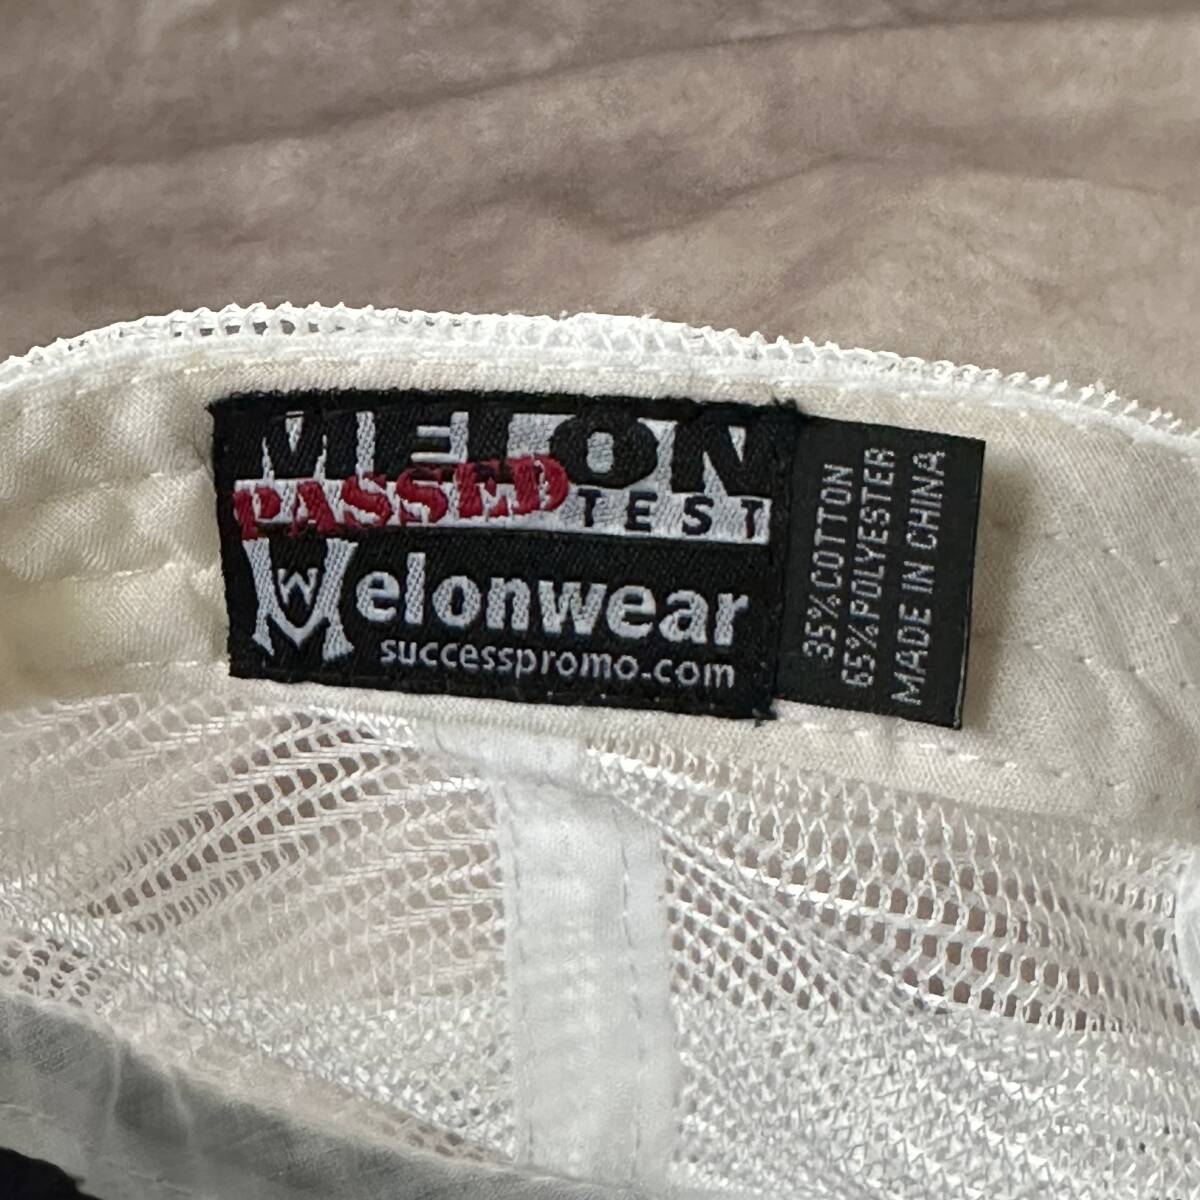 MELON
PASSED TEST
Melonwear
successpromo.com
35% COTTON
65% POLYESTER
MADE IN CHINA